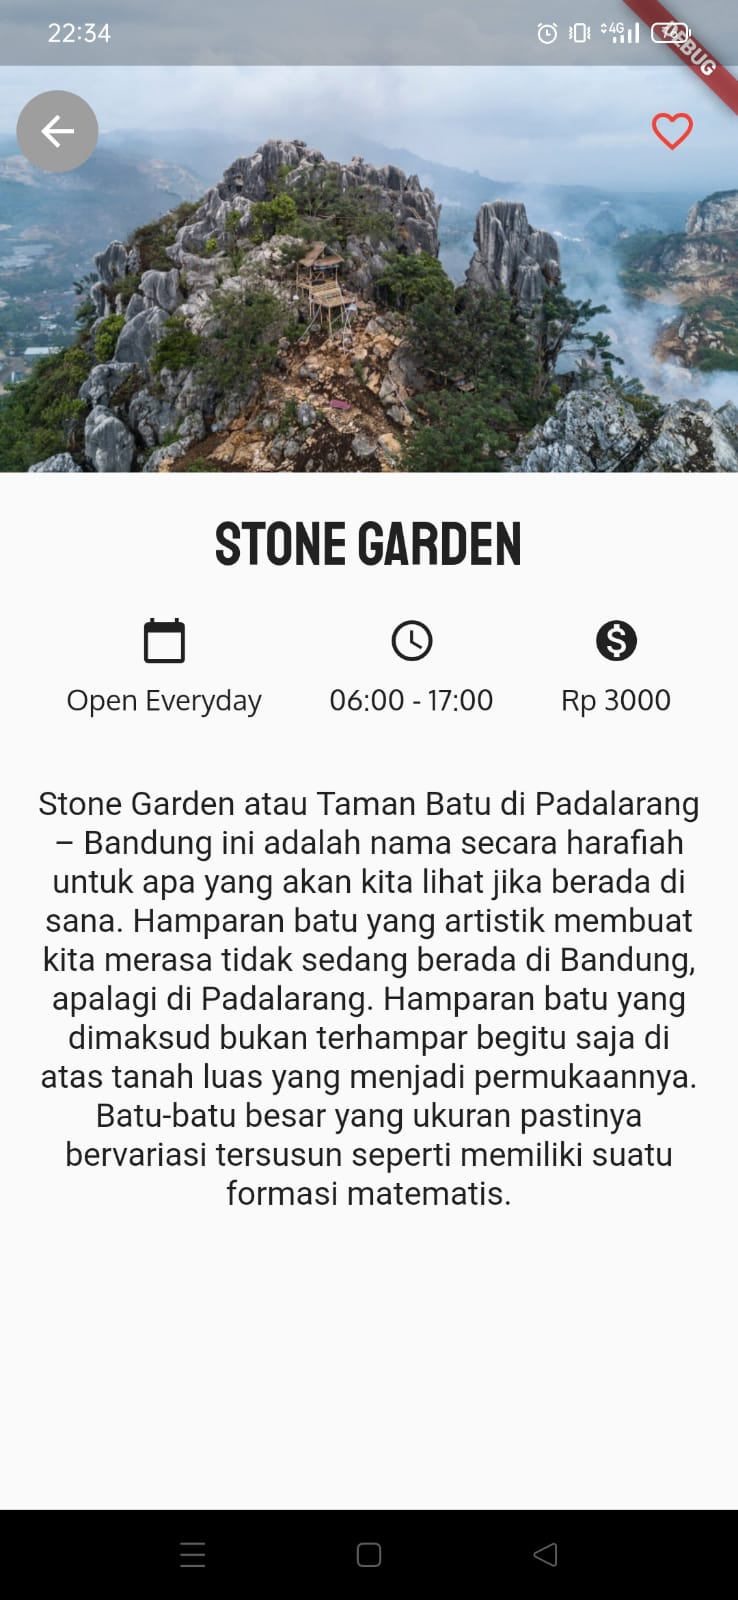 22:34
4G
76
DEBUG
STONE GARDEN
Open Everyday
06:00 - 17:00
Rp 3000
Stone Garden atau Taman Batu di Padalarang
– Bandung ini adalah nama secara harafiah
untuk apa yang akan kita lihat jika berada di
sana. Hamparan batu yang artistik membuat
kita merasa tidak sedang berada di Bandung,
apalagi di Padalarang. Hamparan batu yang
dimaksud bukan terhampar begitu saja di
atas tanah luas yang menjadi permukaannya.
Batu-batu besar yang ukuran pastinya
bervariasi tersusun seperti memiliki suatu
formasi matematis.